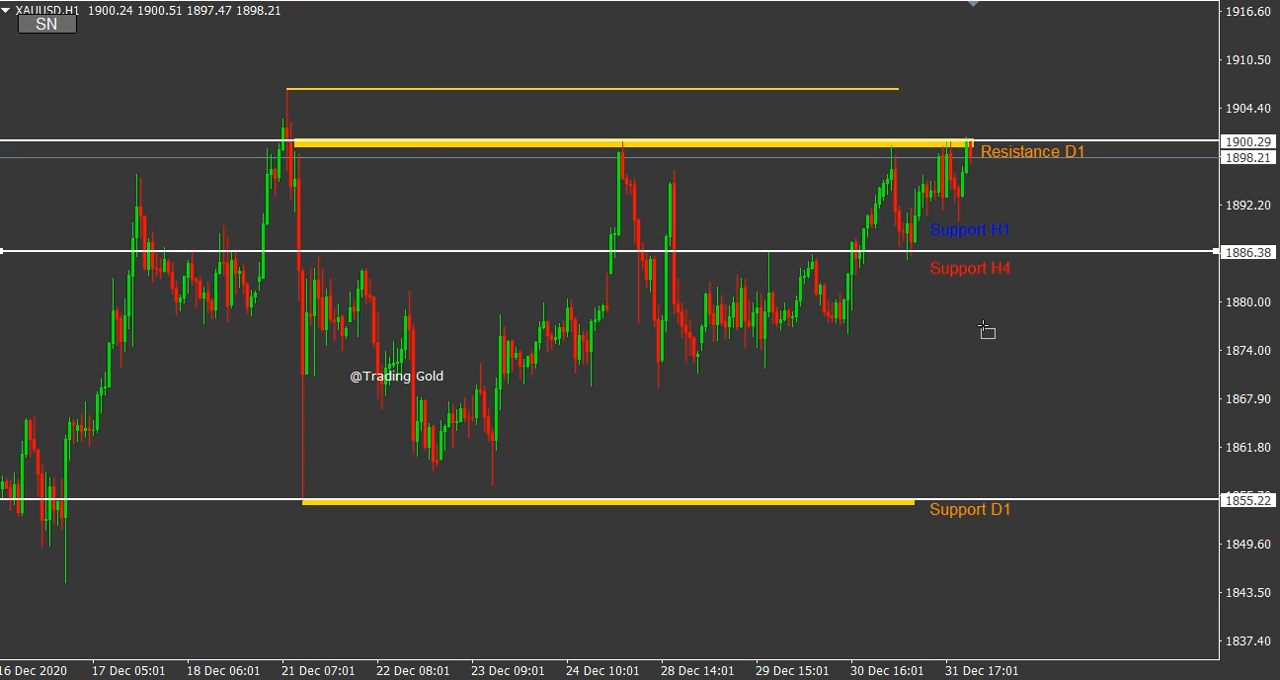 XAUUSD,H1 1900.24 1900.51 1897.47 1898.21
SN
1916.60
1910.50
1904.40
1900.29
Resistance D1
1898.21
1892.20
Support H1
1886.38
Support H4
1880.00
1874.00
@Trading Gold
1867.90
1861.80
1855.22
Support D1
1849.60
1843.50
1837.40
16 Dec 2020 17 Dec 05:01 18 Dec 06:01 21 Dec 07:01 22 Dec 08:01 23 Dec 09:01 24 Dec 10:01 28 Dec 14:01 29 Dec 15:01 30 Dec 16:01 31 Dec 17:01